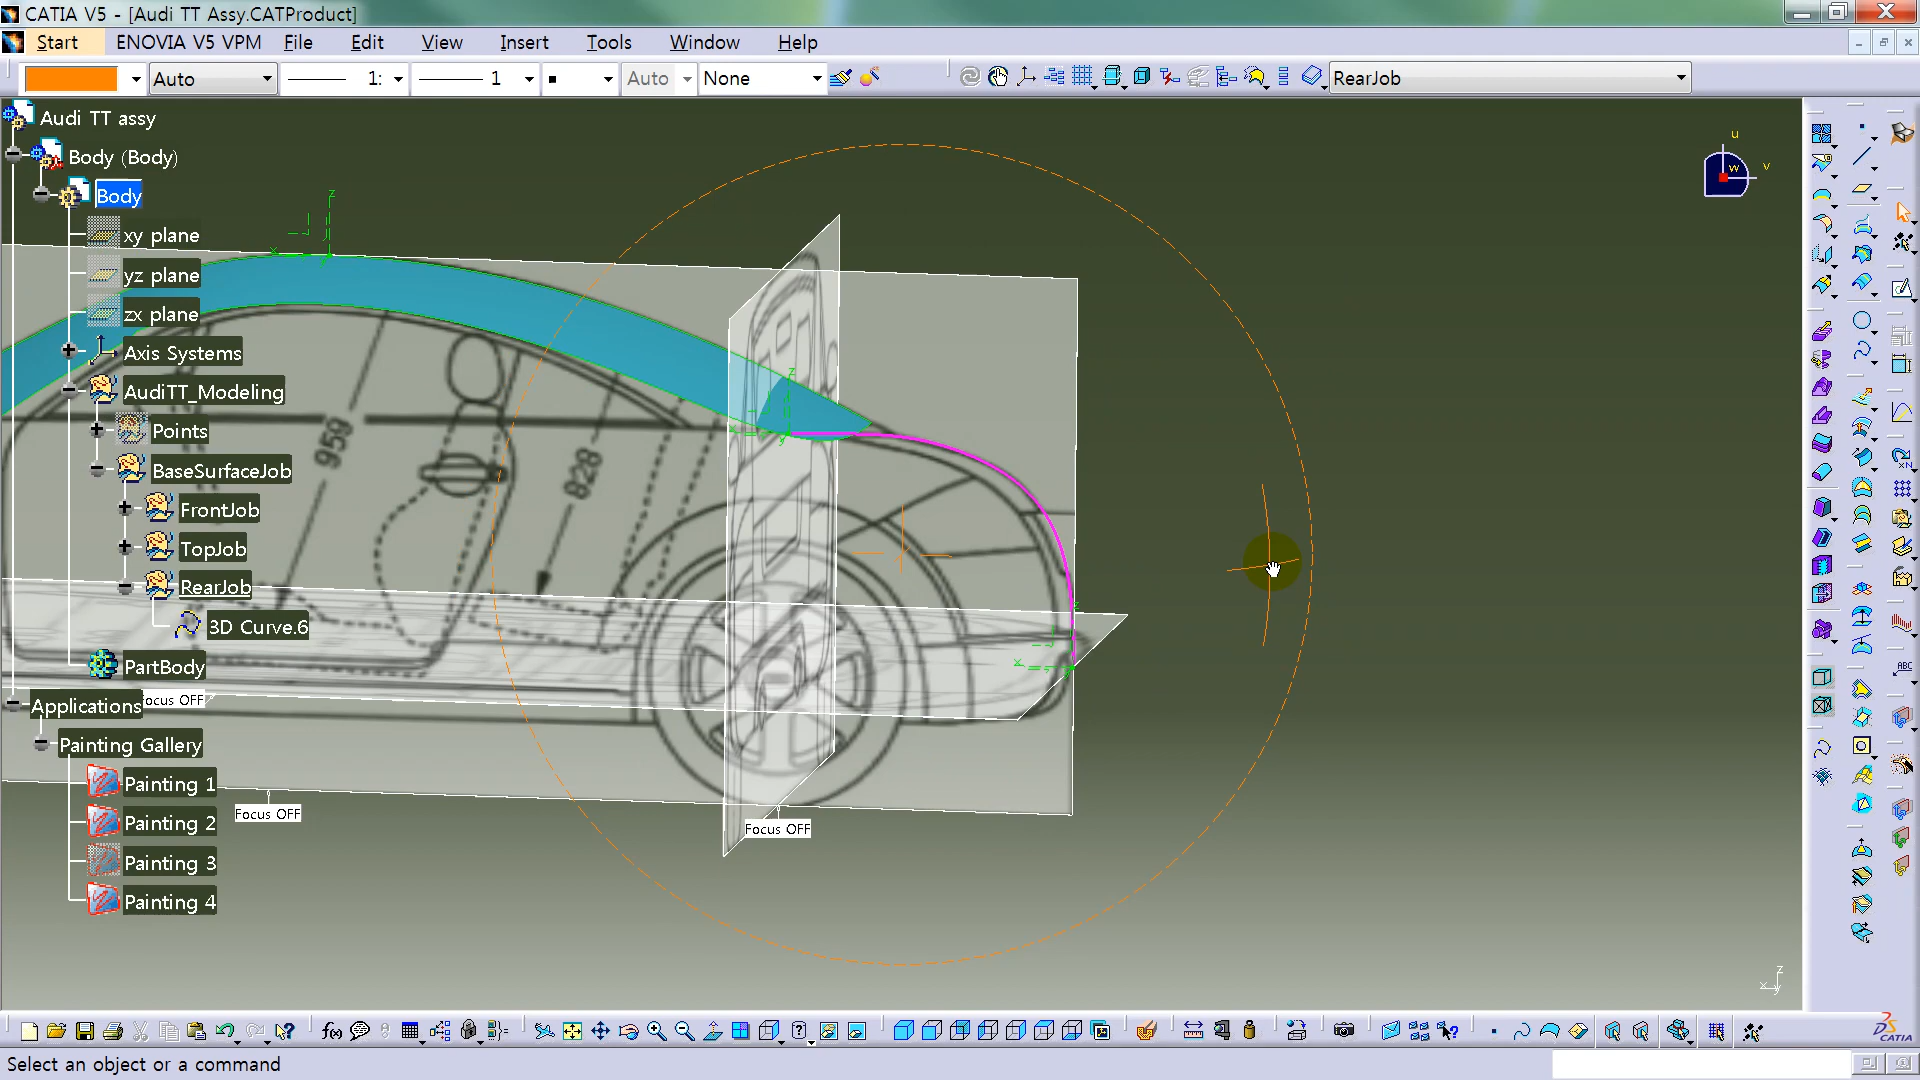 CATIA V5 - [Audi TT Assy.CATProduct]
Start ENOVIA V5 VPM File Edit View Insert Tools Window Help
Auto 1: 1 Auto None RearJob
Audi TT assy
Body (Body)
Body
xy plane
yz plane
zx plane
Axis Systems
AudiTT_Modeling
Points
BaseSurfaceJob
FrontJob
TopJob
RearJob
3D Curve.6
PartBody
ocus OFF
Applications
Painting Gallery
Painting 1
Painting 2
Painting 3
Painting 4
Focus OFF
Focus OFF
959
828
z
x
z
y
x
z
x
y
u
v
w
z
x
y
f(x)
ABC
CATIA
Select an object or a command